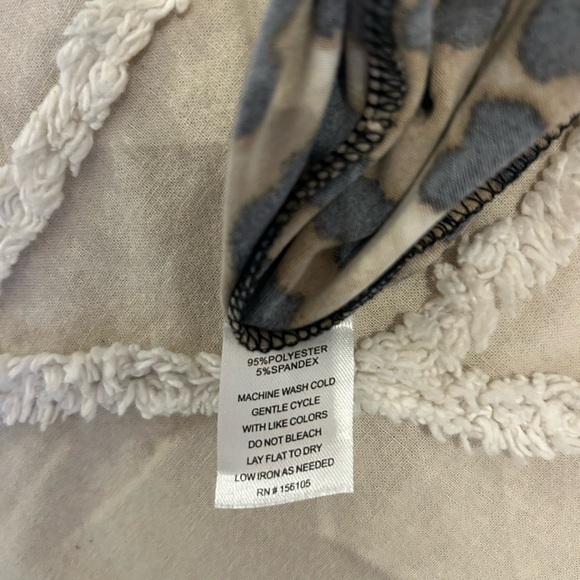 95%POLYESTER
5%SPANDEX
MACHINE WASH COLD
GENTLE CYCLE
WITH LIKE COLORS
DO NOT BLEACH
LAY FLAT TO DRY
LOW IRON AS NEEDED
RN # 156105